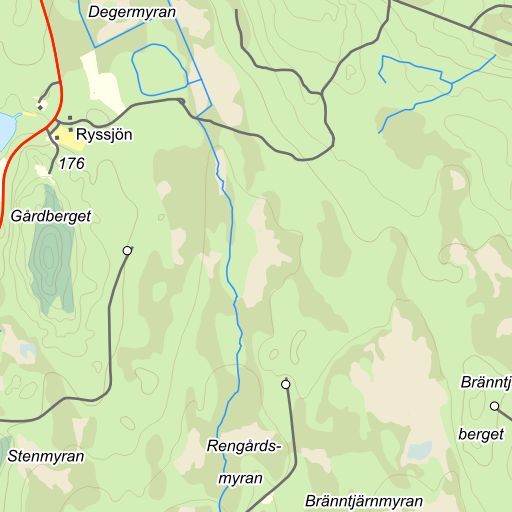 Degermyran
Ryssjön
176
Gårdberget
Bränntj
berget
Rengårds-
myran
Stenmyran
Bränntjärnmyran